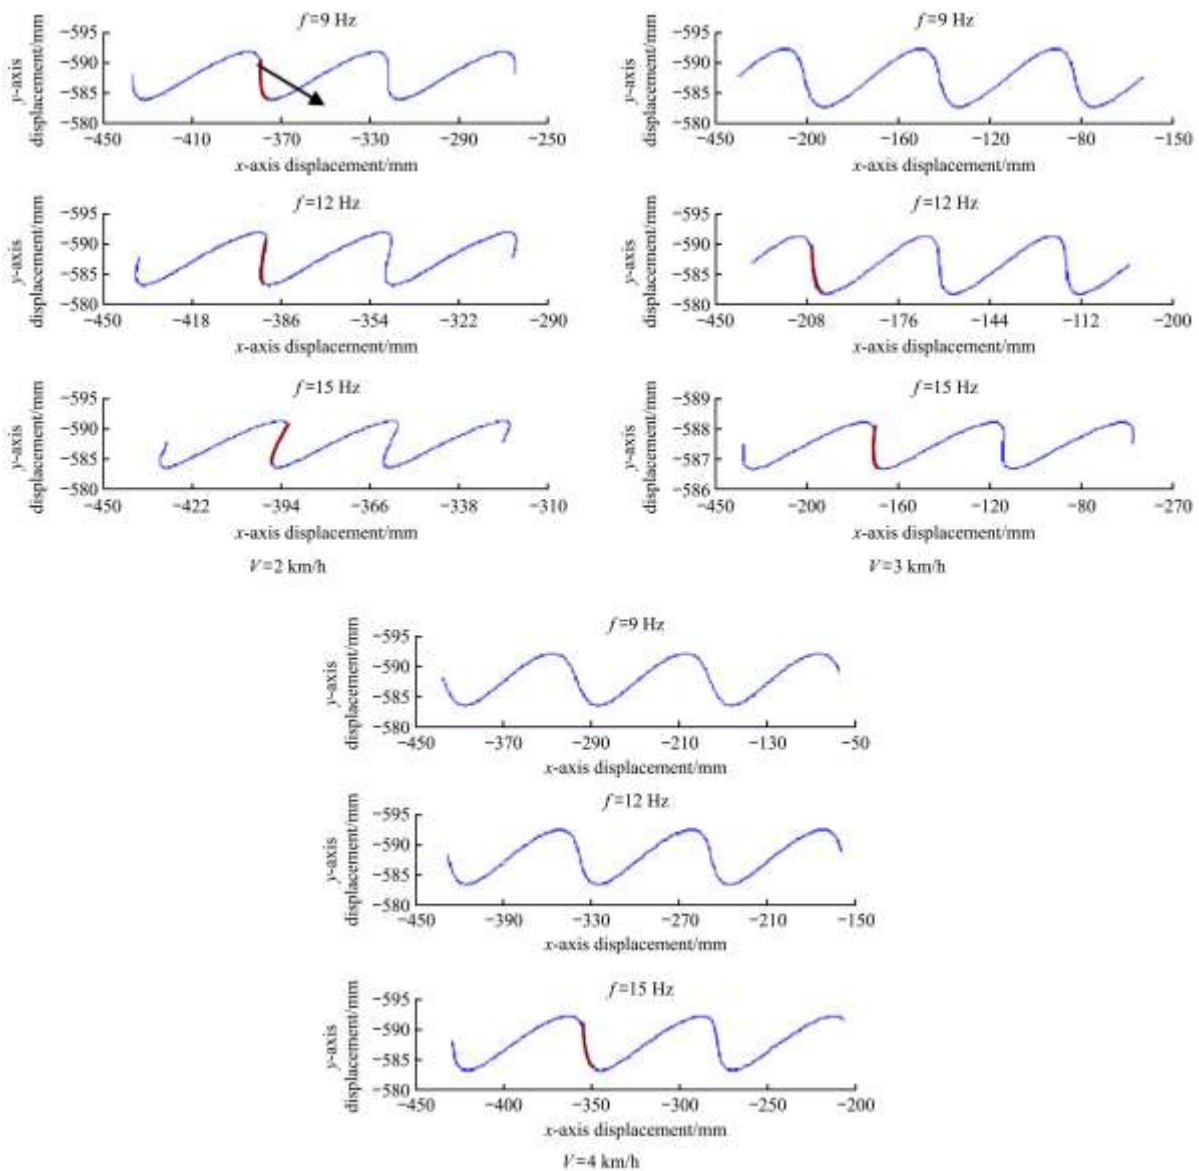 f=9 Hz
y-axis
displacement/mm
−595
−590
−585
−580
−450 −410 −370 −330 −290 −250
x-axis displacement/mm
f=12 Hz
y-axis
displacement/mm
−595
−590
−585
−580
−450 −418 −386 −354 −322 −290
x-axis displacement/mm
f=15 Hz
y-axis
displacement/mm
−595
−590
−585
−580
−450 −422 −394 −366 −338 −310
x-axis displacement/mm
V=2 km/h
f=9 Hz
y-axis
displacement/mm
−595
−590
−585
−580
−450 −200 −160 −120 −80 −150
x-axis displacement/mm
f=12 Hz
y-axis
displacement/mm
−595
−590
−585
−580
−450 −208 −176 −144 −112 −200
x-axis displacement/mm
f=15 Hz
y-axis
displacement/mm
−589
−588
−587
−586
−450 −200 −160 −120 −80 −270
x-axis displacement/mm
V=3 km/h
f=9 Hz
y-axis
displacement/mm
−595
−590
−585
−580
−450 −370 −290 −210 −130 −50
x-axis displacement/mm
f=12 Hz
y-axis
displacement/mm
−595
−590
−585
−580
−450 −390 −330 −270 −210 −150
x-axis displacement/mm
f=15 Hz
y-axis
displacement/mm
−595
−590
−585
−580
−450 −400 −350 −300 −250 −200
x-axis displacement/mm
V=4 km/h